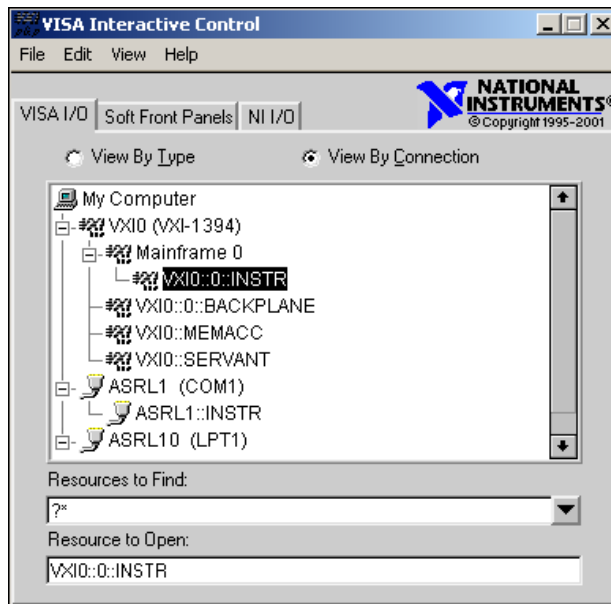 VISA Interactive Control
File Edit View Help
NATIONAL
INSTRUMENTS®
© Copyright 1995-2001
VISA I/O Soft Front Panels NI I/O
View By Type View By Connection
My Computer
VXI0 (VXI-1394)
Mainframe 0
VXI0::0::INSTR
VXI0::0::BACKPLANE
VXI0::MEMACC
VXI0::SERVANT
ASRL1 (COM1)
ASRL1::INSTR
ASRL10 (LPT1)
Resources to Find:
?*
Resource to Open:
VXI0::0::INSTR